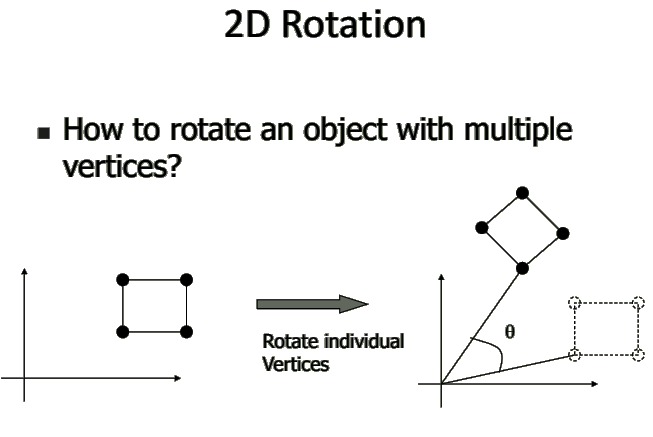 2D Rotation
■ How to rotate an object with multiple
vertices?
Rotate individual
Vertices
θ